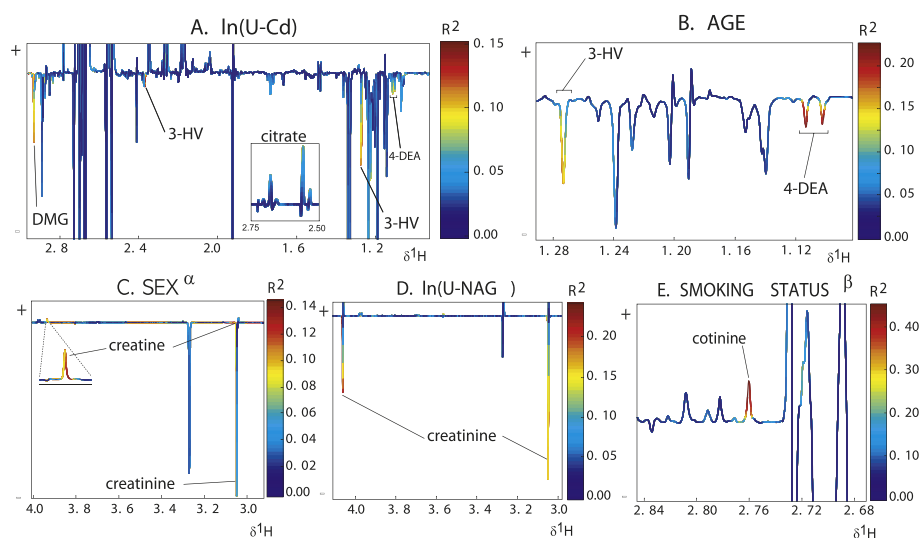 A. ln(U-Cd)
R²
+
0.15
0.10
0.05
0.00
3-HV
citrate
2.75
2.50
4-DEA
DMG
3-HV
-
2.8
2.4
2.0
1.6
1. 2
δ¹H
B. AGE
R²
+
3-HV
0.20
0.15
0.10
0.05
0.00
4-DEA
-
1. 28
1. 24
1. 20
1. 16
1. 12
δ¹H
C. SEX α
R²
+
0. 14
0. 12
0. 10
0. 08
0. 06
0. 04
0. 02
0.00
creatine
creatinine
-
4.0
3. 8
3. 6
3. 4
3. 2
3.0
δ¹H
D. ln(U-NAG )
R²
+
0.20
0.15
0.10
0.05
0.00
creatinine
-
4.0
3. 8
3. 6
3. 4
3. 2
3.0
δ¹H
E. SMOKING STATUS β
R²
+
0.40
0.30
0.20
0.10
0.00
cotinine
-
2. 84
2. 80
2. 76
2. 72
2. 68
δ¹H